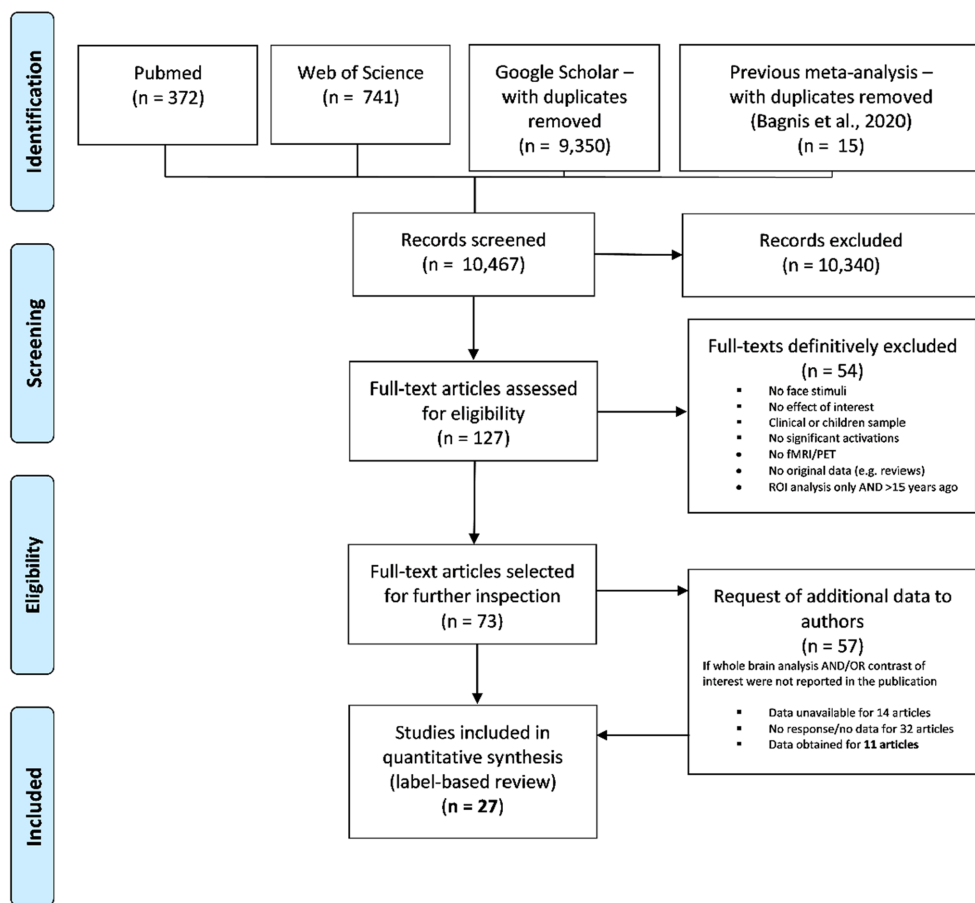 Identification
Pubmed
(n = 372)
Web of Science
(n = 741)
Google Scholar –
with duplicates
removed
(n = 9,350)
Previous meta-analysis –
with duplicates removed
(Bagnis et al., 2020)
(n = 15)
Screening
Records screened
(n = 10,467)
Records excluded
(n = 10,340)
Full-text articles assessed
for eligibility
(n = 127)
Full-texts definitively excluded
(n = 54)
▪ No face stimuli
▪ No effect of interest
▪ Clinical or children sample
▪ No significant activations
• No fMRI/PET
• No original data (e.g. reviews)
• ROI analysis only AND >15 years ago
Eligibility
Full-text articles selected
for further inspection
(n = 73)
Request of additional data to
authors
(n = 57)
If whole brain analysis AND/OR contrast of
interest were not reported in the publication
▪ Data unavailable for 14 articles
▪ No response/no data for 32 articles
▪ Data obtained for 11 articles
Included
Studies included in
quantitative synthesis
(label-based review)
(n = 27)